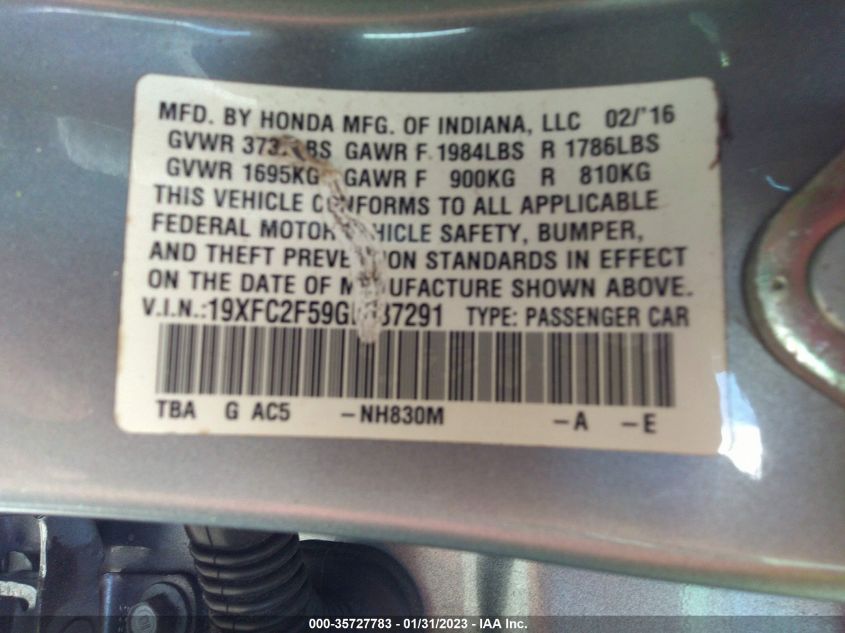 MFD. BY HONDA MFG. OF INDIANA, LLC 02/'16
GVWR GAWR F 1984LBS R 1786LBS
GVWR 1695KG GAWR F 900KG R 810KG
THIS VEHICLE CONFORMS TO ALL APPLICABLE
FEDERAL MOTOR VEHICLE SAFETY, BUMPER,
AND THEFT PREVENTION STANDARDS IN EFFECT
ON THE DATE OF MANUFACTURE SHOWN ABOVE.
V.I.N.: TYPE: PASSENGER CAR
TBA G AC5 -NH830M -A -E
000-35727783 - 01/31/2023 - IAA Inc.